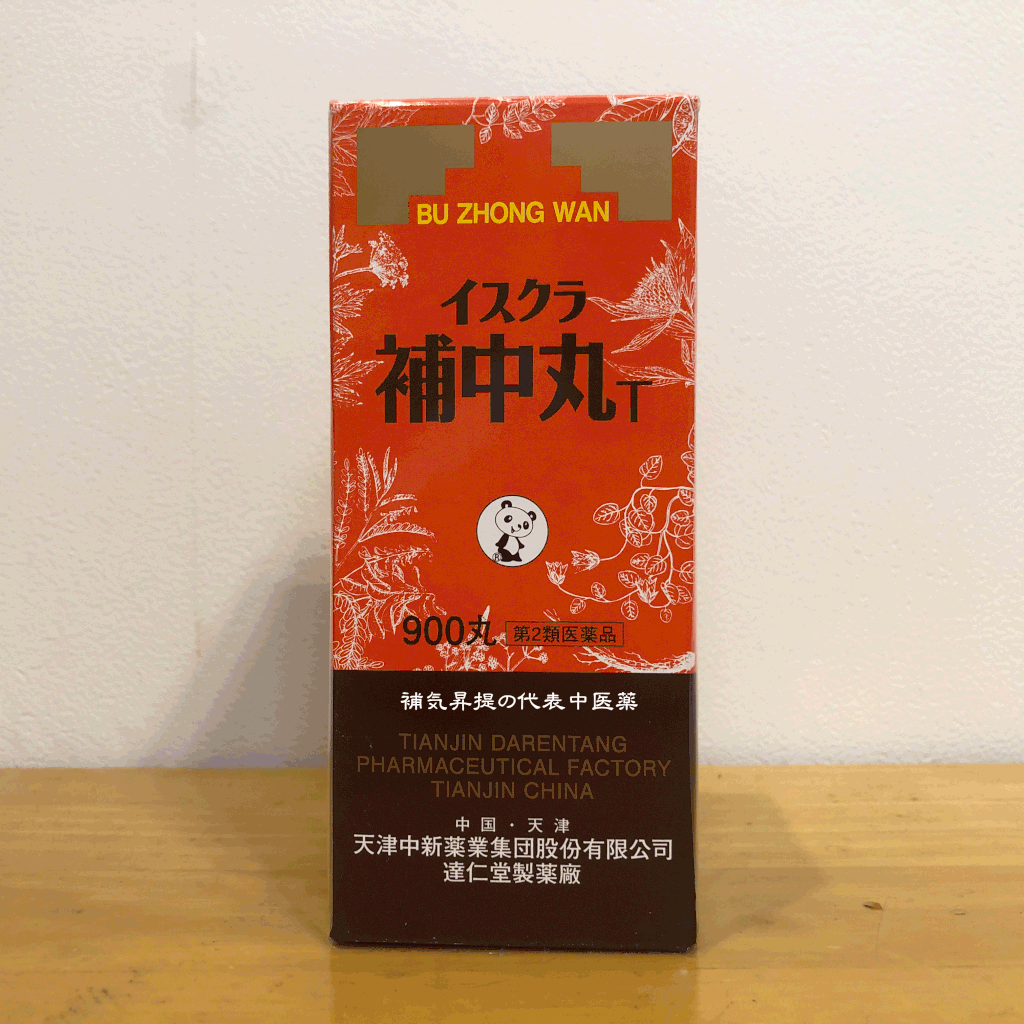 BU ZHONG WAN
イスクラ
補中丸T
900丸 第2類医薬品
補気昇提の代表中医薬
TIANJIN DARENTANG
PHARMACEUTICAL FACTORY
TIANJIN CHINA
中国・天津
天津中新薬業集団股份有限公司
達仁堂製薬廠